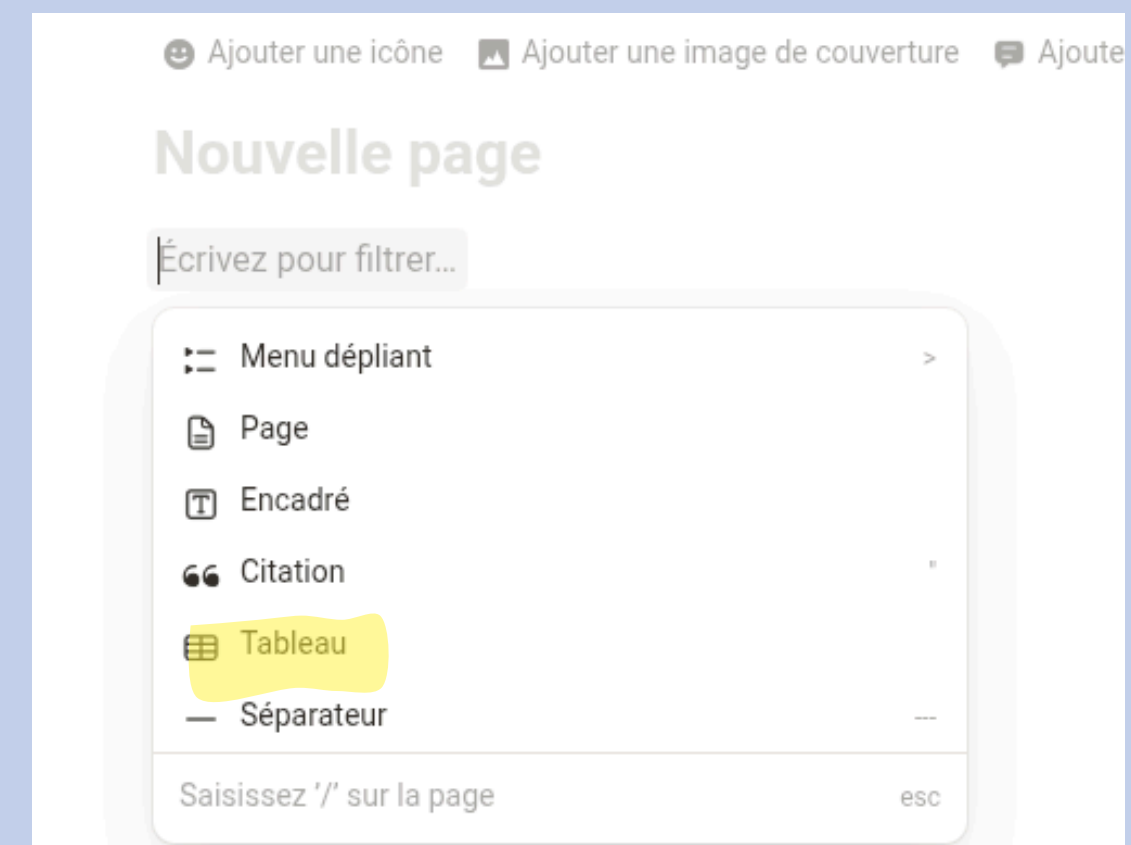 Ajouter une icône Ajouter une image de couverture Ajoute
Nouvelle page
Écrivez pour filtrer…
Menu dépliant >
Page
Encadré
Citation "
Tableau
Séparateur ---
Saisissez '/' sur la page esc